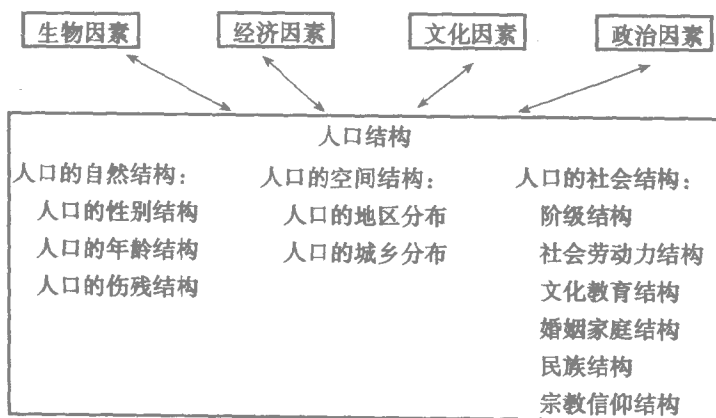 生物因素 经济因素 文化因素 政治因素
人口结构
人口的自然结构： 人口的空间结构： 人口的社会结构：
人口的性别结构 人口的地区分布 阶级结构
人口的年龄结构 人口的城乡分布 社会劳动力结构
人口的伤残结构 文化教育结构
婚姻家庭结构
民族结构
宗教信仰结构